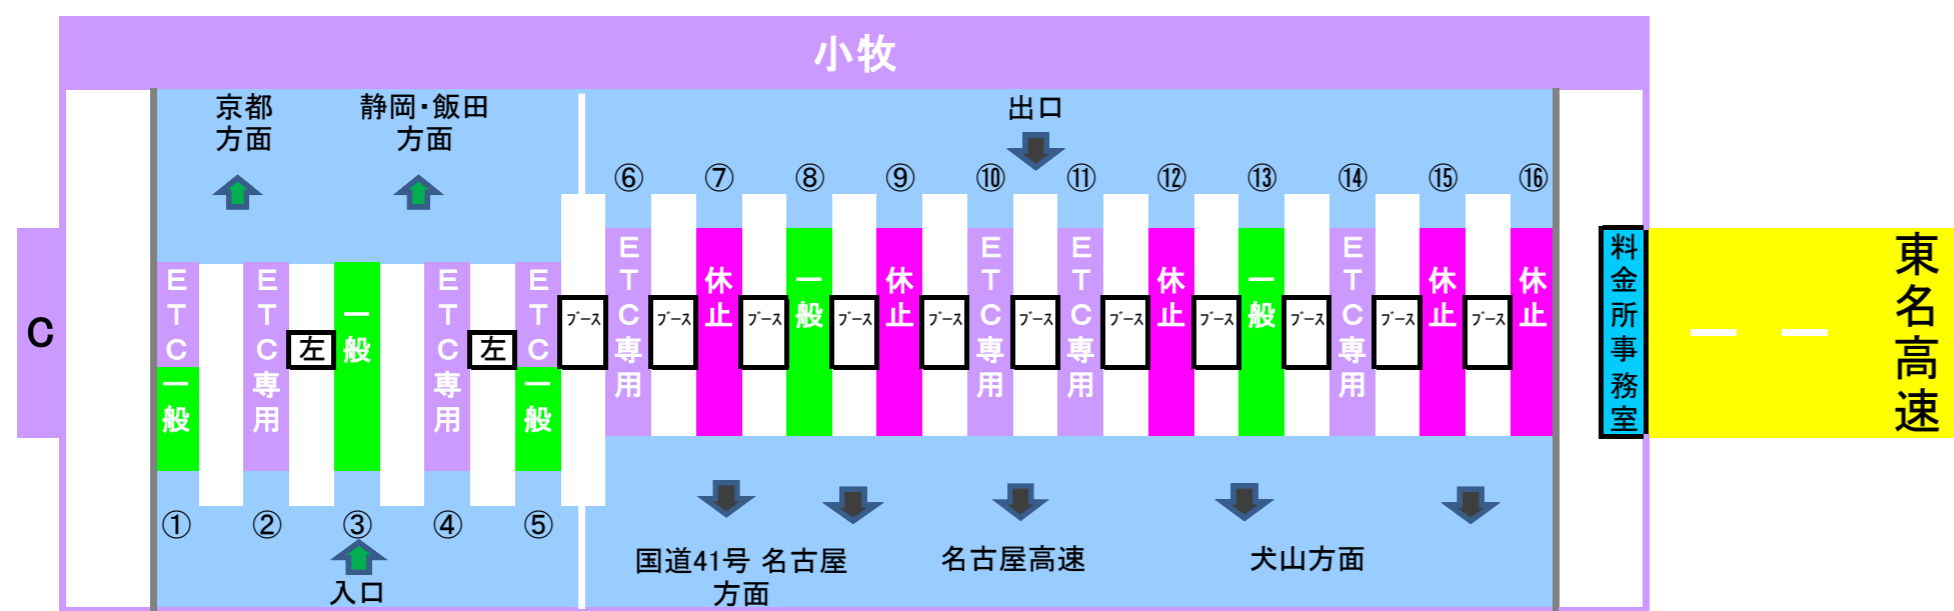 小牧
京都
方面
静岡・飯田
方面
出口
⑥ ⑦ ⑧ ⑨ ⑩ ⑪ ⑫ ⑬ ⑭ ⑮ ⑯
C
ETC
一般
ETC専用
左
一般
ETC専用
左
ETC
一般
ブース
ETC専用
ブース
休止
ブース
一般
ブース
休止
ブース
ETC専用
ブース
ETC専用
ブース
休止
ブース
一般
ブース
ETC専用
ブース
休止
ブース
休止
料金所事務室
東名高速
① ② ③ ④ ⑤
入口
国道41号 名古屋
方面
名古屋高速
犬山方面